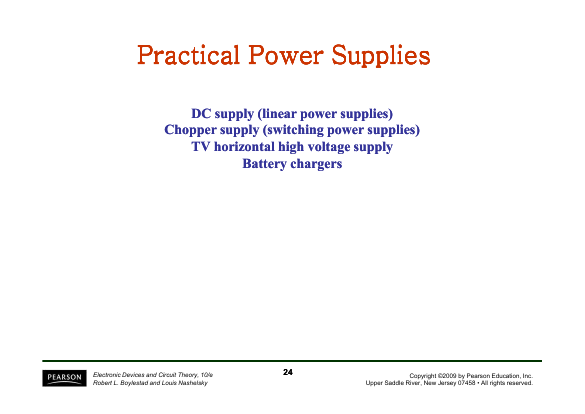 Practical Power Supplies
DC supply (linear power supplies)
Chopper supply (switching power supplies)
TV horizontal high voltage supply
Battery chargers
PEARSON
Electronic Devices and Circuit Theory, 10/e
Robert L. Boylestad and Louis Nashelsky
24
Copyright ©2009 by Pearson Education, Inc.
Upper Saddle River, New Jersey 07458 • All rights reserved.